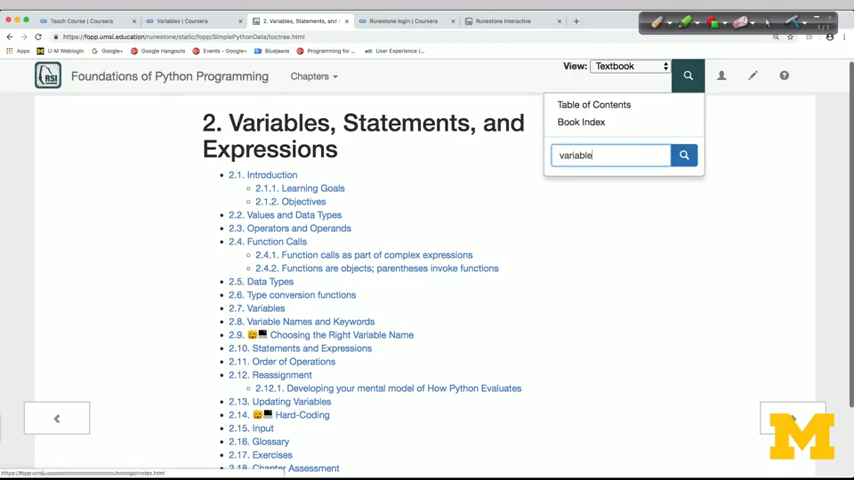 Teach Course | Coursera
Variables | Coursera
2. Variables, Statements, and
Runestone login | Coursera
Runestone Interactive
1/1
https://fopp.umsi.education/runestone/static/fopp/SimplePythonData/toctree.html
Apps
U-M Weblogin
Google+
Google Hangouts
Events - Google+
BlueJeans
Programming for ...
User Experience (...
RSI
Foundations of Python Programming
Chapters
View:
Textbook
Table of Contents
Book Index
variable
2. Variables, Statements, and
Expressions
2.1. Introduction
2.1.1. Learning Goals
2.1.2. Objectives
2.2. Values and Data Types
2.3. Operators and Operands
2.4. Function Calls
2.4.1. Function calls as part of complex expressions
2.4.2. Functions are objects; parentheses invoke functions
2.5. Data Types
2.6. Type conversion functions
2.7. Variables
2.8. Variable Names and Keywords
2.9. Choosing the Right Variable Name
2.10. Statements and Expressions
2.11. Order of Operations
2.12. Reassignment
2.12.1. Developing your mental model of How Python Evaluates
2.13. Updating Variables
2.14. Hard-Coding
2.15. Input
2.16. Glossary
2.17. Exercises
2.18. Chapter Assessment
M